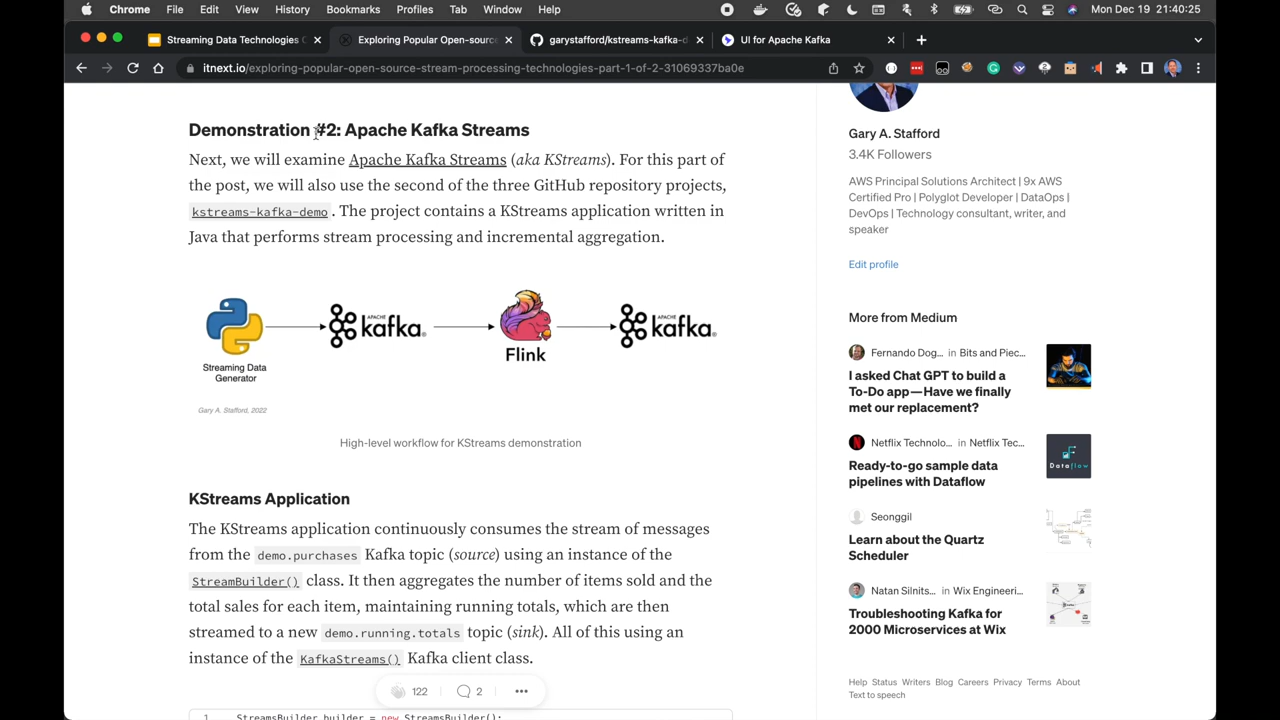 Chrome File Edit View History Bookmarks Profiles Tab Window Help Mon Dec 19 21:40:25
Streaming Data Technologies
Exploring Popular Open-sourc
garystafford/kstreams-kafka-d
UI for Apache Kafka
itnext.io/exploring-popular-open-source-stream-processing-technologies-part-1-of-2-31069337ba0e
Demonstration #2: Apache Kafka Streams
Next, we will examine Apache Kafka Streams (aka KStreams). For this part of
the post, we will also use the second of the three GitHub repository projects,
kstreams-kafka-demo. The project contains a KStreams application written in
Java that performs stream processing and incremental aggregation.
Streaming Data
Generator
APACHE
kafka®
Flink
APACHE
kafka®
Gary A. Stafford, 2022
High-level workflow for KStreams demonstration
KStreams Application
The KStreams application continuously consumes the stream of messages
from the demo.purchases Kafka topic (source) using an instance of the
StreamBuilder() class. It then aggregates the number of items sold and the
total sales for each item, maintaining running totals, which are then
streamed to a new demo.running.totals topic (sink). All of this using an
instance of the KafkaStreams() Kafka client class.
122 2
1 StreamsBuilder builder = new StreamsBuilder();
Gary A. Stafford
3.4K Followers
AWS Principal Solutions Architect | 9x AWS
Certified Pro | Polyglot Developer | DataOps |
DevOps | Technology consultant, writer, and
speaker
Edit profile
More from Medium
Fernando Dog... in Bits and Piec...
I asked Chat GPT to build a
To-Do app — Have we finally
met our replacement?
Netflix Technolo... in Netflix Tec...
Ready-to-go sample data
pipelines with Dataflow
Dataflow
Seonggil
Learn about the Quartz
Scheduler
Natan Silnits... in Wix Engineeri...
Troubleshooting Kafka for
2000 Microservices at Wix
Help Status Writers Blog Careers Privacy Terms About
Text to speech